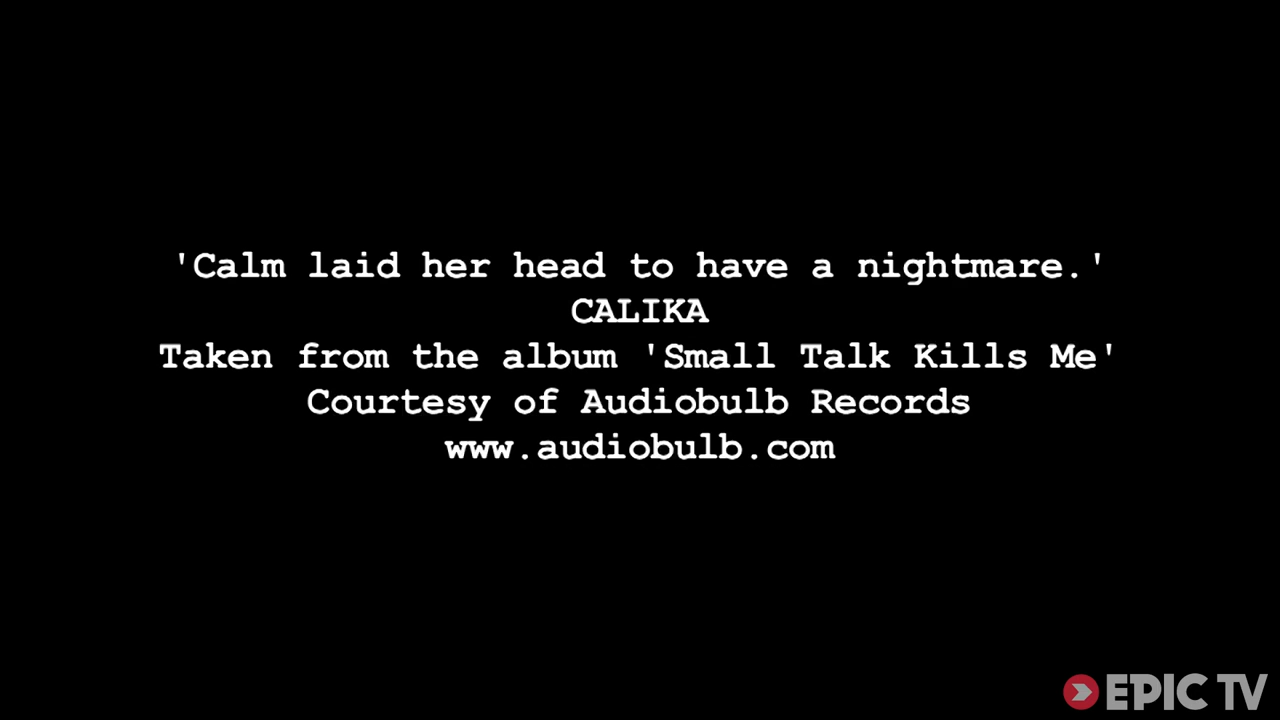 'Calm laid her head to have a nightmare.'
CALIKA
Taken from the album 'Small Talk Kills Me'
Courtesy of Audiobulb Records
www.audiobulb.com
EPIC TV